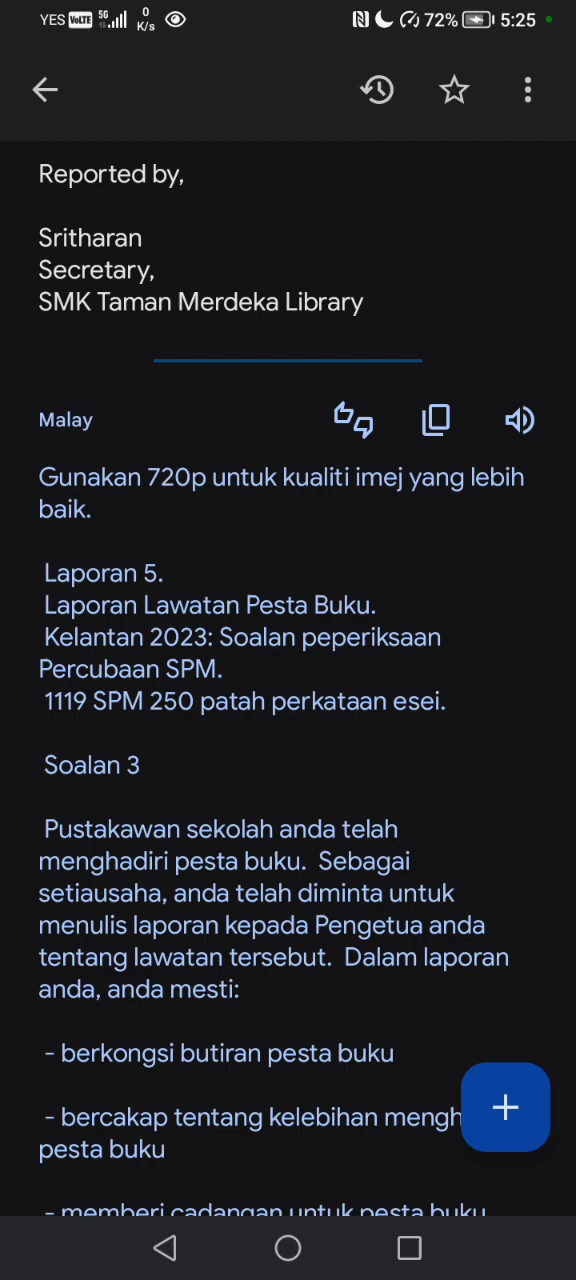 YES VoLTE 5G 0 K/s 72% 5:25
Reported by,
Sritharan
Secretary,
SMK Taman Merdeka Library
Malay
Gunakan 720p untuk kualiti imej yang lebih
baik.
Laporan 5.
Laporan Lawatan Pesta Buku.
Kelantan 2023: Soalan peperiksaan
Percubaan SPM.
1119 SPM 250 patah perkataan esei.
Soalan 3
Pustakawan sekolah anda telah
menghadiri pesta buku.  Sebagai
setiausaha, anda telah diminta untuk
menulis laporan kepada Pengetua anda
tentang lawatan tersebut.  Dalam laporan
anda, anda mesti:
- berkongsi butiran pesta buku
- bercakap tentang kelebihan mengh
pesta buku
- memberi cadangan untuk pesta buku